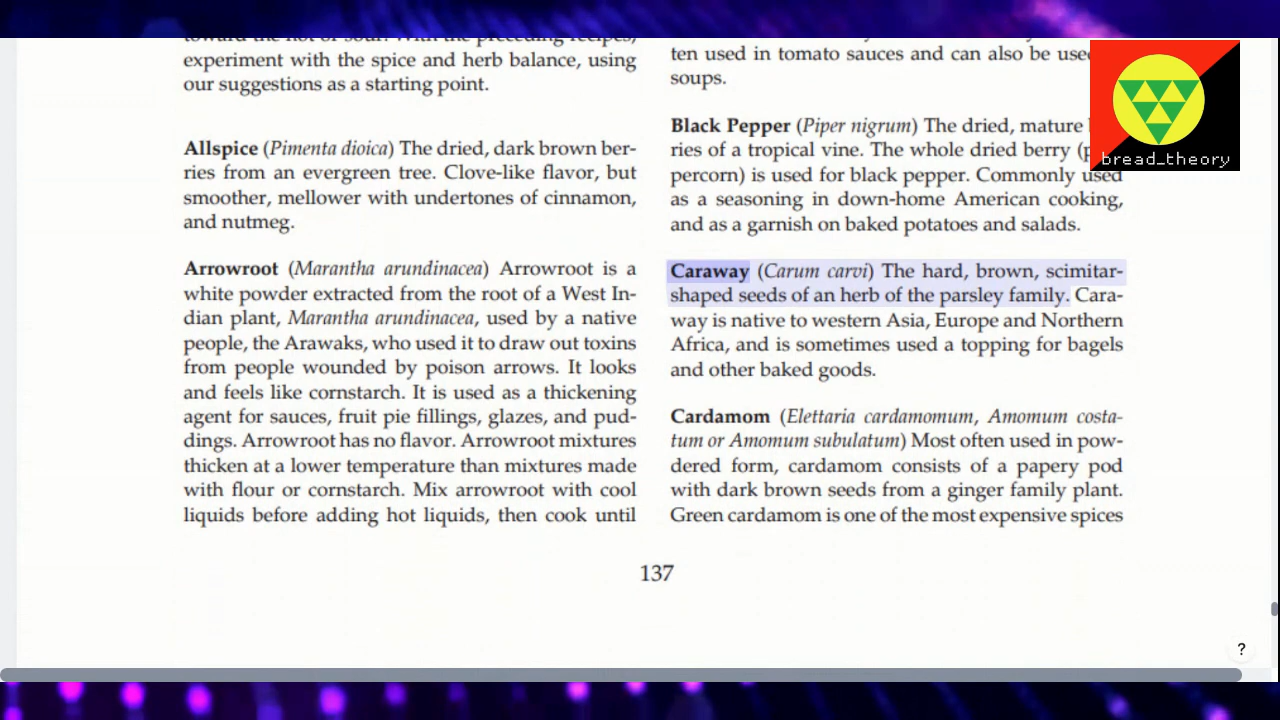 toward the hot or sour. With the preceding recipes,
experiment with the spice and herb balance, using
our suggestions as a starting point.
Allspice (Pimenta dioica) The dried, dark brown ber-
ries from an evergreen tree. Clove-like flavor, but
smoother, mellower with undertones of cinnamon,
and nutmeg.
Arrowroot (Marantha arundinacea) Arrowroot is a
white powder extracted from the root of a West In-
dian plant, Marantha arundinacea, used by a native
people, the Arawaks, who used it to draw out toxins
from people wounded by poison arrows. It looks
and feels like cornstarch. It is used as a thickening
agent for sauces, fruit pie fillings, glazes, and pud-
dings. Arrowroot has no flavor. Arrowroot mixtures
thicken at a lower temperature than mixtures made
with flour or cornstarch. Mix arrowroot with cool
liquids before adding hot liquids, then cook until
ten used in tomato sauces and can also be used
soups.
Black Pepper (Piper nigrum) The dried, mature
ries of a tropical vine. The whole dried berry
percorn) is used for black pepper. Commonly used
as a seasoning in down-home American cooking,
and as a garnish on baked potatoes and salads.
Caraway (Carum carvi) The hard, brown, scimitar-
shaped seeds of an herb of the parsley family. Cara-
way is native to western Asia, Europe and Northern
Africa, and is sometimes used a topping for bagels
and other baked goods.
Cardamom (Elettaria cardamomum, Amomum costa-
tum or Amomum subulatum) Most often used in pow-
dered form, cardamom consists of a papery pod
with dark brown seeds from a ginger family plant.
Green cardamom is one of the most expensive spices
137
bread_theory
?